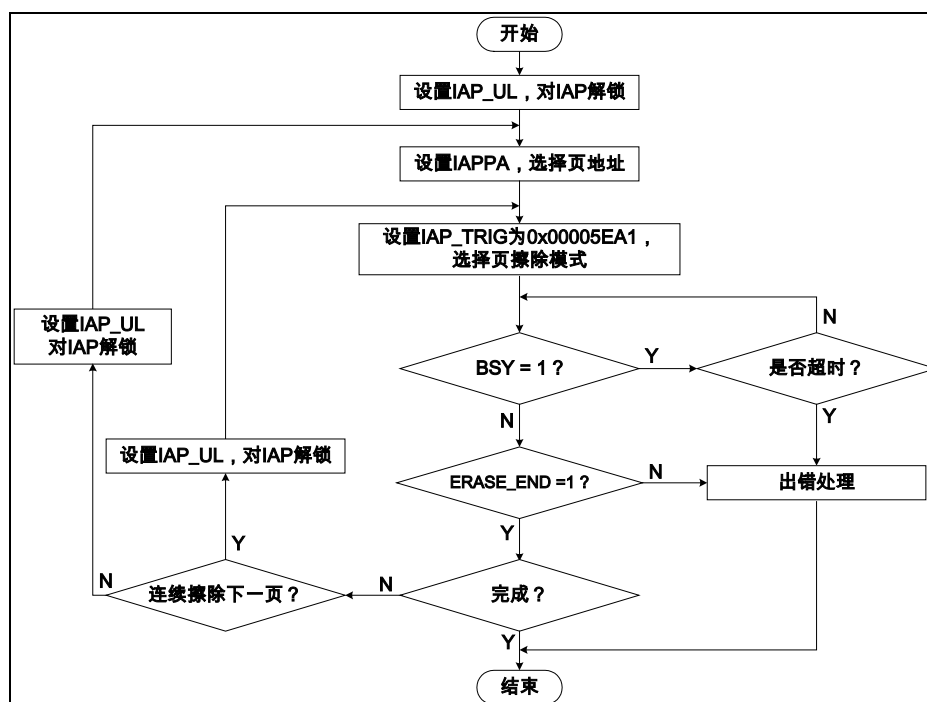 开始
设置IAP_UL，对IAP解锁
设置IAPPA，选择页地址
设置IAP_TRIG为0x00005EA1，
选择页擦除模式
设置IAP_UL
对IAP解锁
N
BSY = 1？
Y
是否超时？
N
Y
设置IAP_UL，对IAP解锁
ERASE_END =1？
N
出错处理
Y
Y
N
连续擦除下一页？
N
完成？
Y
结束